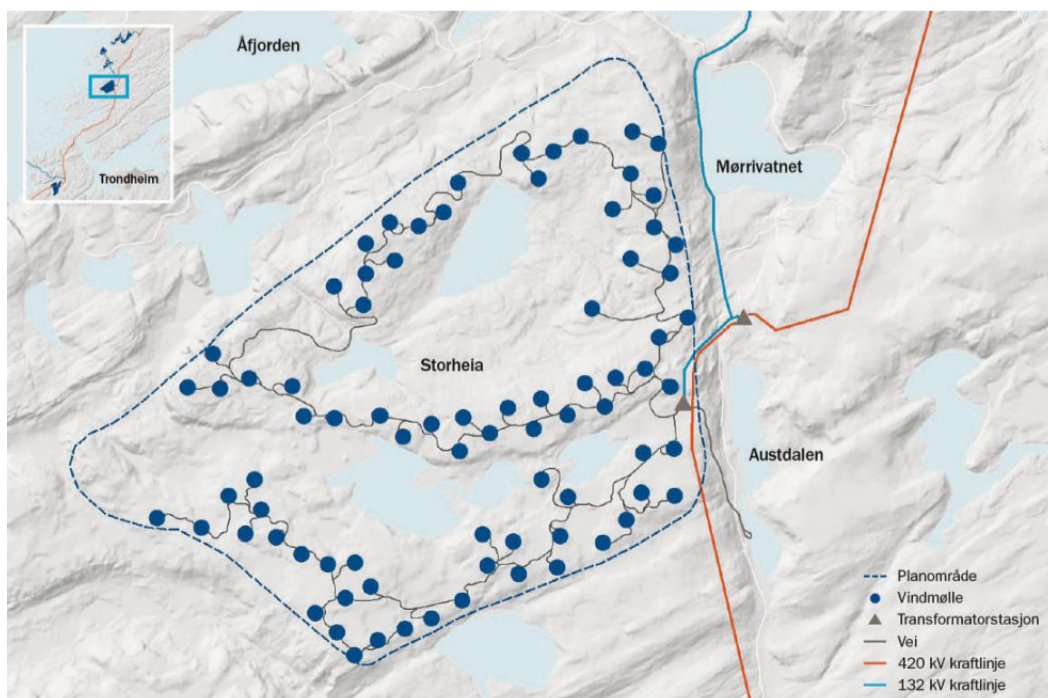 Åfjorden
Trondheim
Mørrivatnet
Storheia
Austdalen
Planområde
Vindmølle
Transformatorstasjon
Vei
420 kV kraftlinje
132 kV kraftlinje